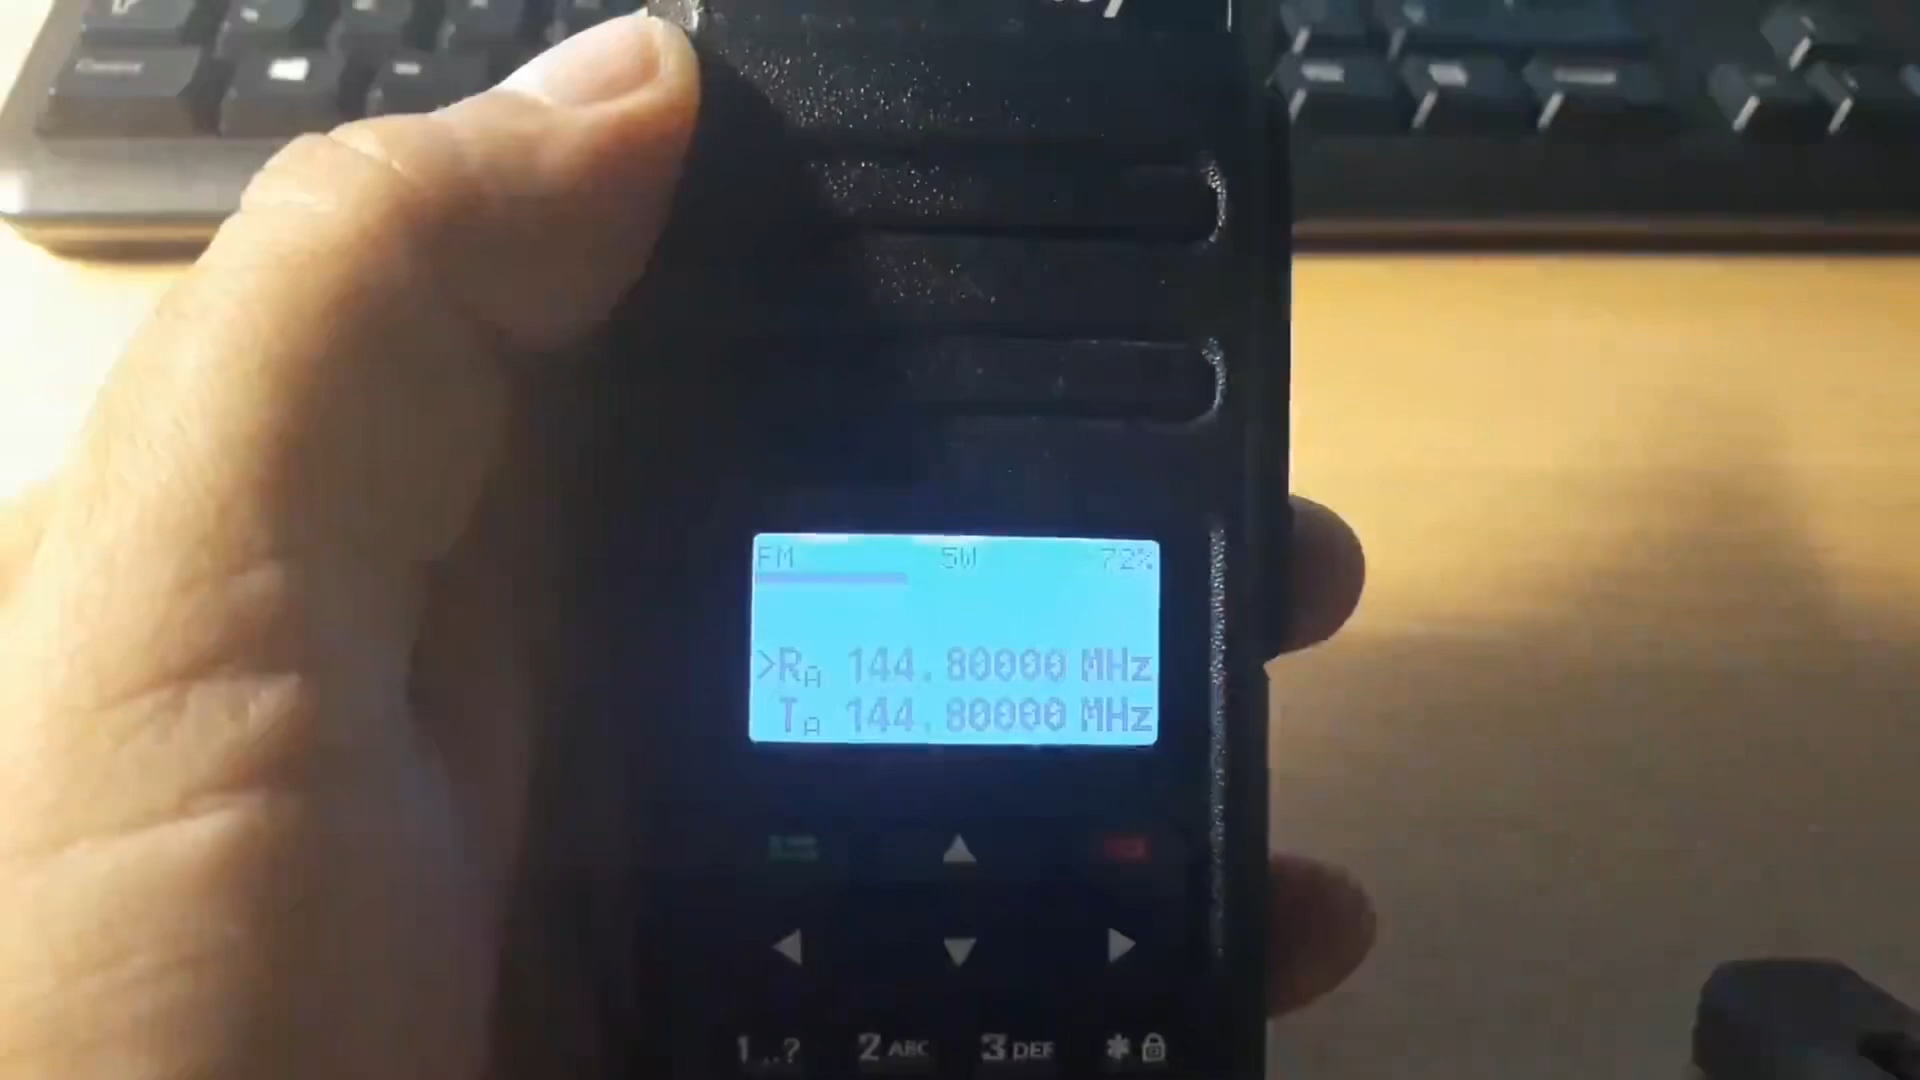 FM 5W 72%
>RA 144.80000 MHz
TA 144.80000 MHz
1..? 2 ABC 3 DEF *